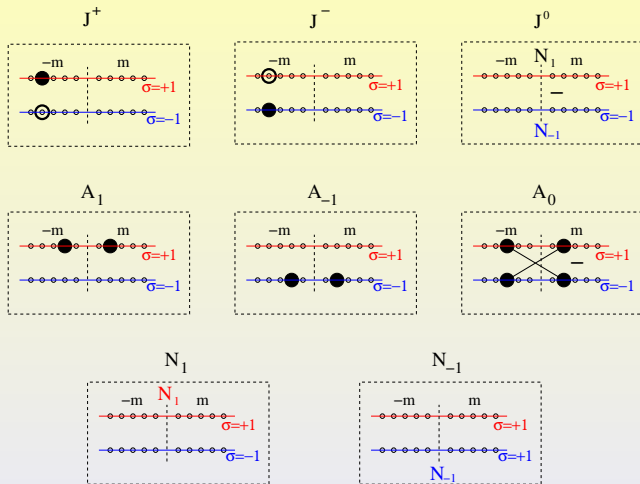 J⁺ J⁻ J⁰
-m m
σ=+1
σ=-1
-m m
σ=+1
σ=-1
-m N₁ m
σ=+1
−
σ=-1
N₋₁
A₁ A₋₁ A₀
-m m
σ=+1
σ=-1
-m m
σ=+1
σ=-1
-m m
σ=+1
−
σ=-1
N₁ N₋₁
-m N₁ m
σ=+1
σ=-1
-m m
σ=+1
σ=+1
N₋₁